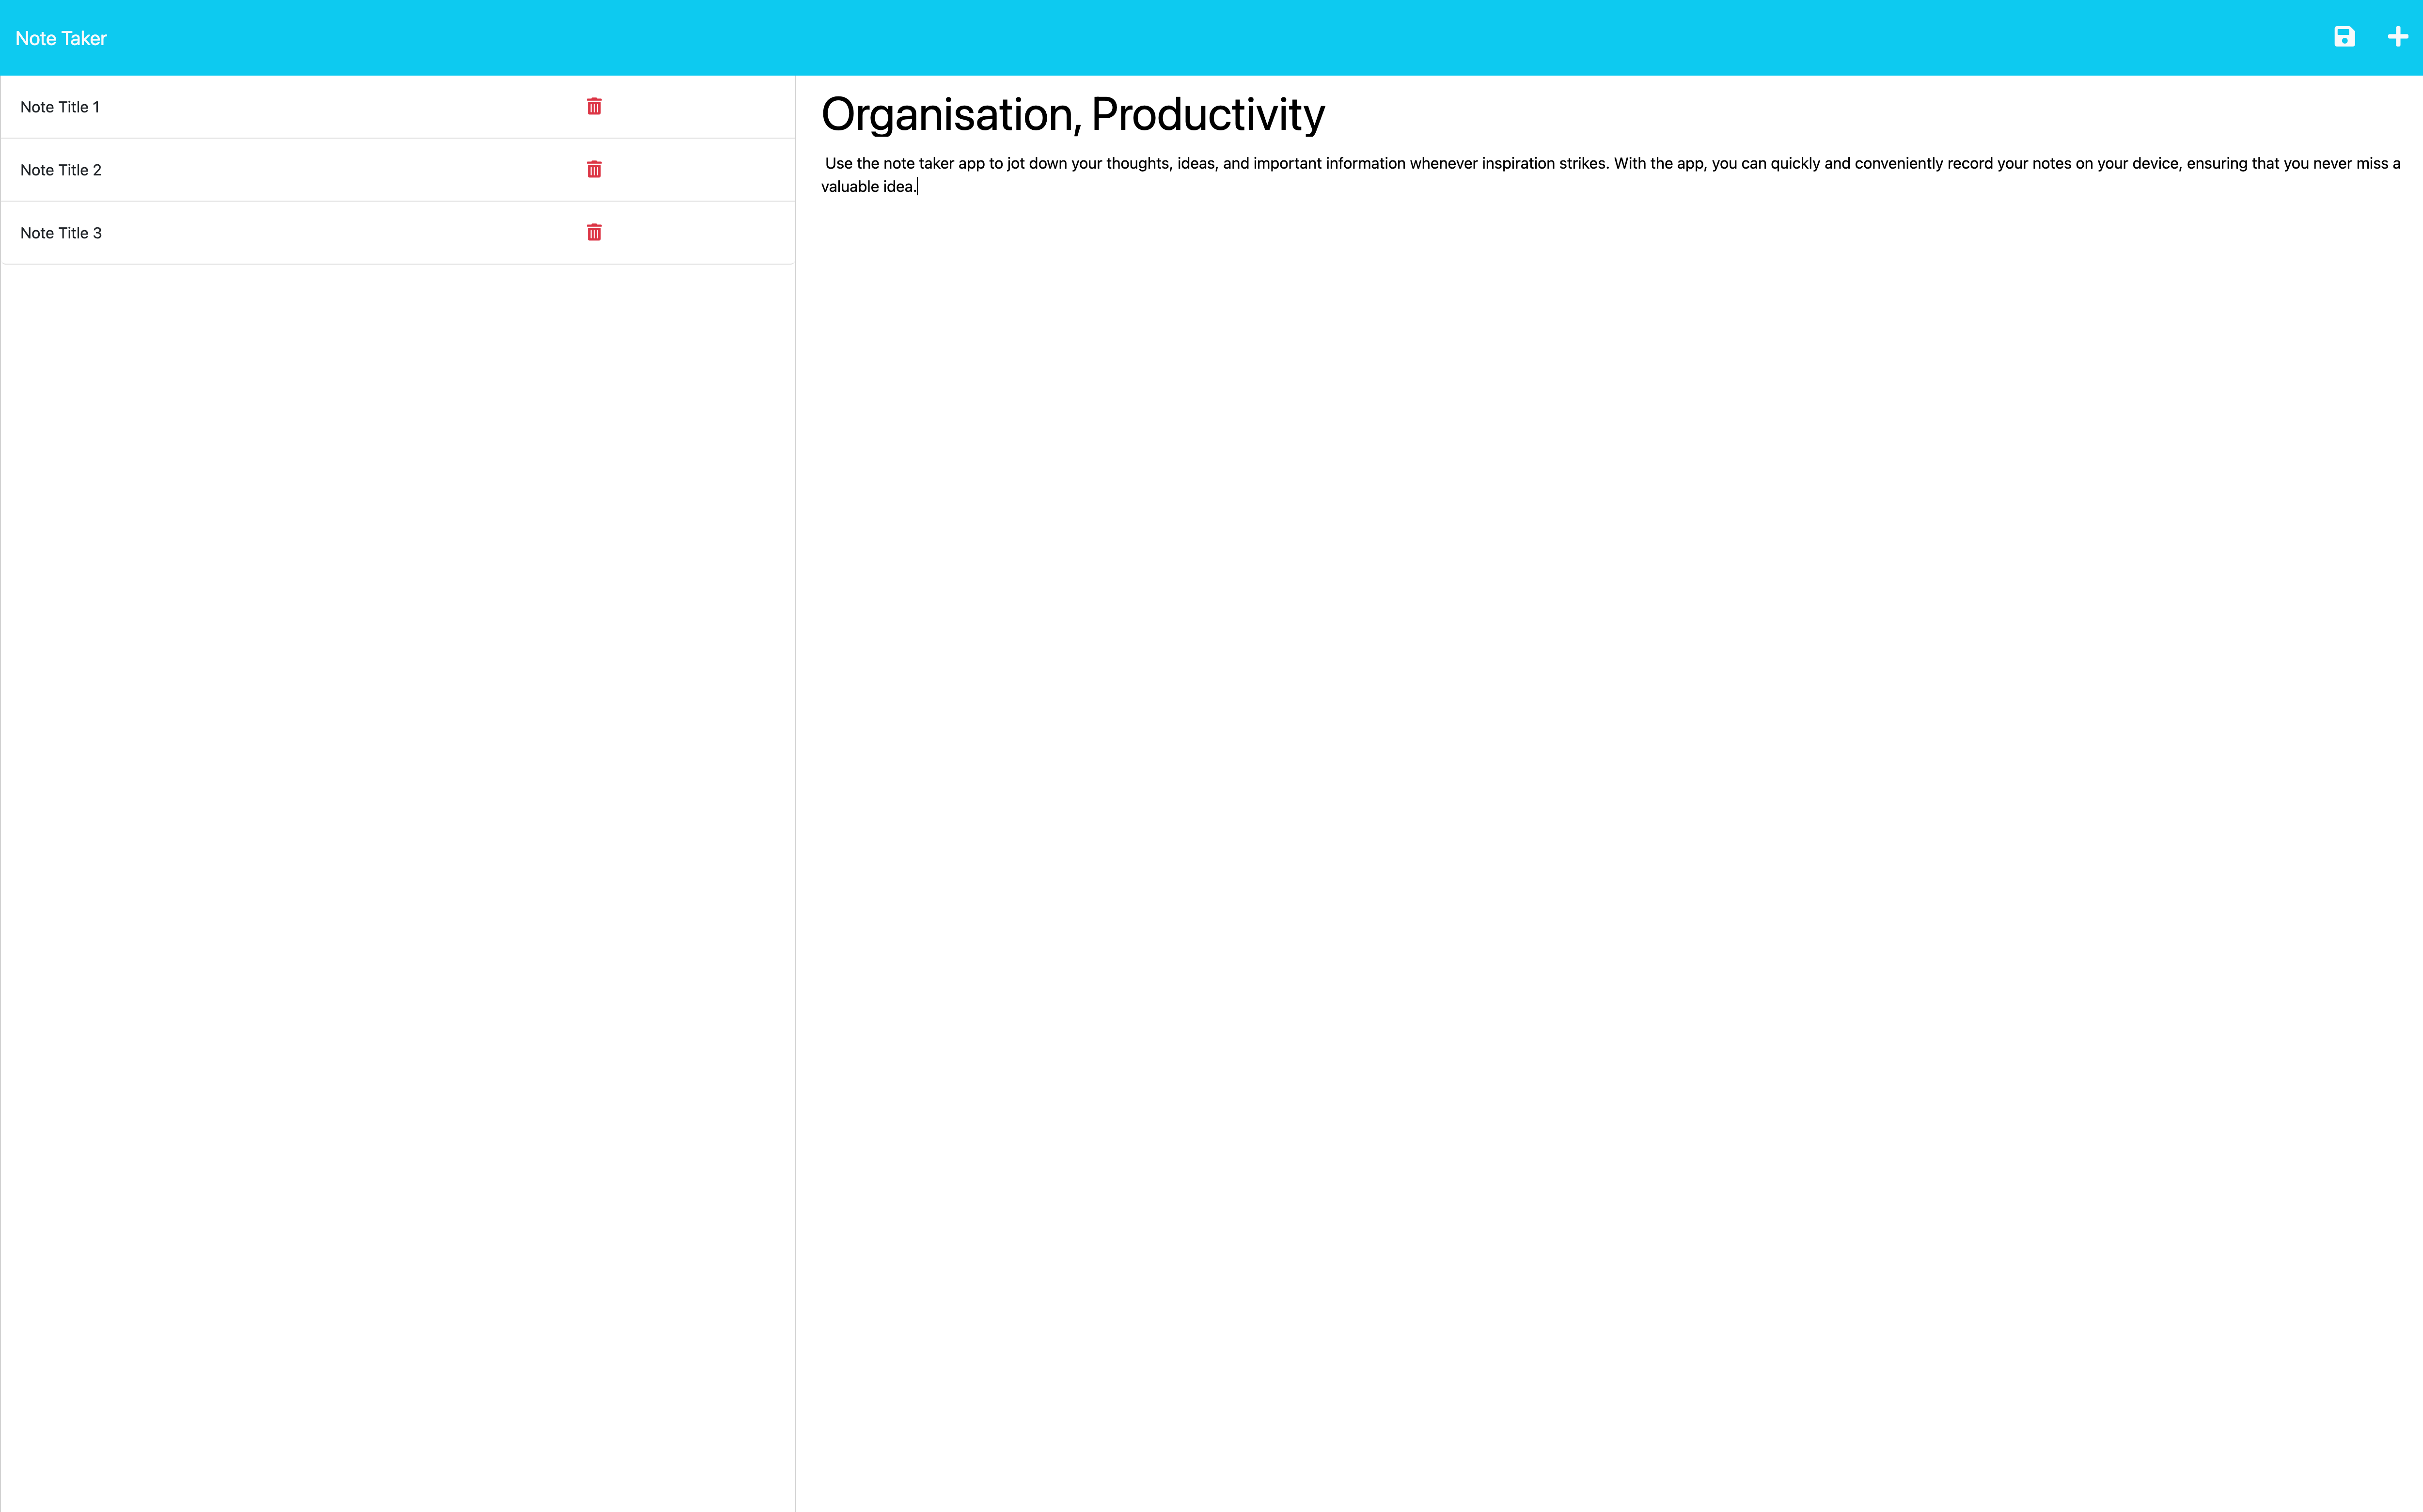 Note Taker
Note Title 1
Note Title 2
Note Title 3
Organisation, Productivity
Use the note taker app to jot down your thoughts, ideas, and important information whenever inspiration strikes. With the app, you can quickly and conveniently record your notes on your device, ensuring that you never miss a
valuable idea.